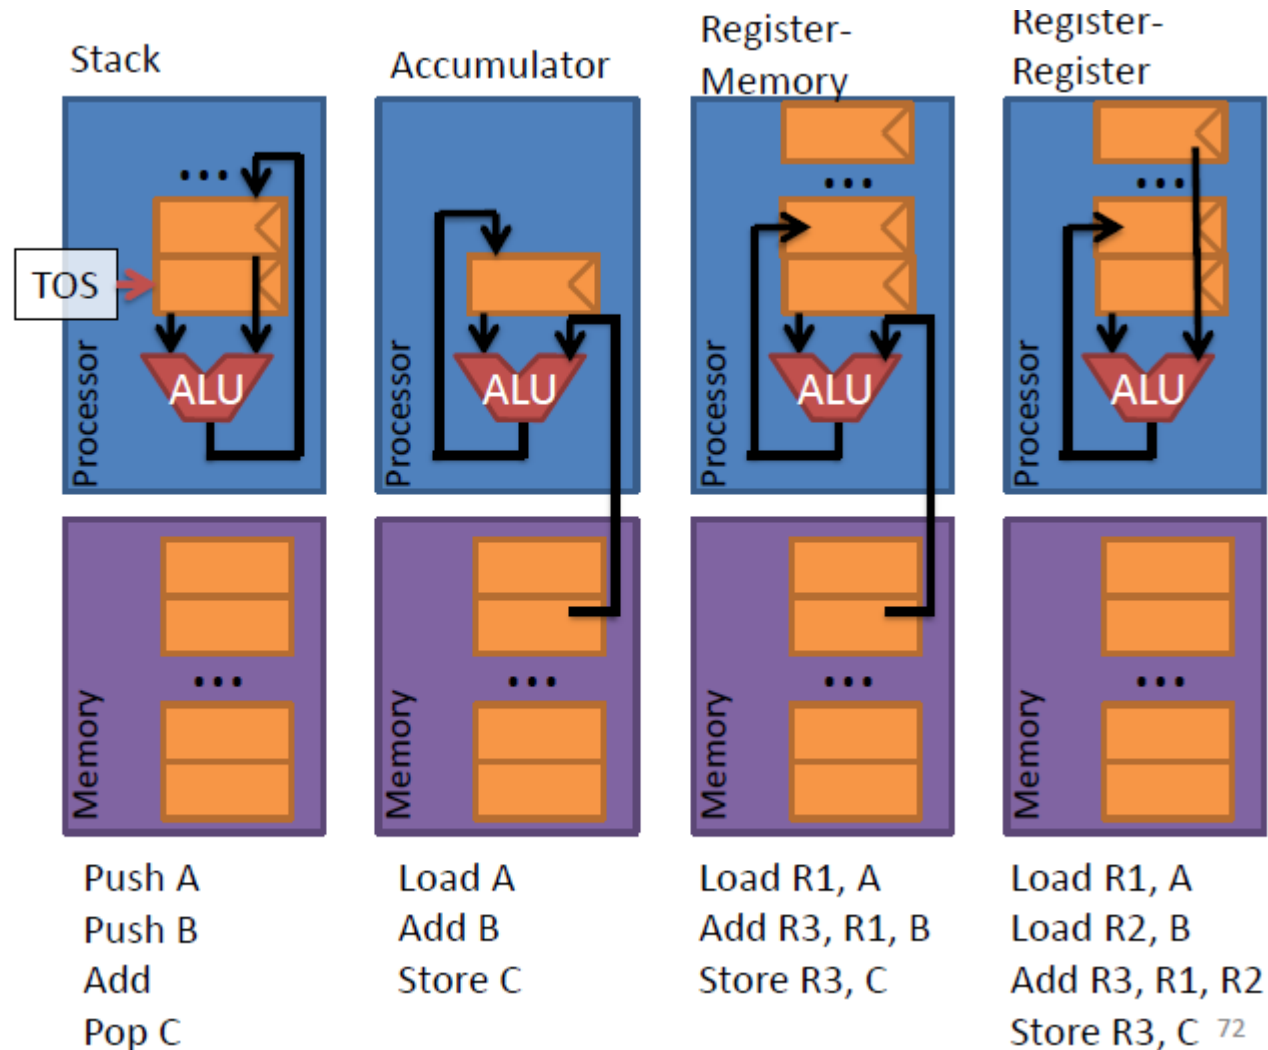 Stack
TOS
ALU
Processor
Memory
Push A
Push B
Add
Pop C
Accumulator
ALU
Processor
Memory
Load A
Add B
Store C
Register-
Memory
ALU
Processor
Memory
Load R1, A
Add R3, R1, B
Store R3, C
Register-
Register
ALU
Processor
Memory
Load R1, A
Load R2, B
Add R3, R1, R2
Store R3, C 72